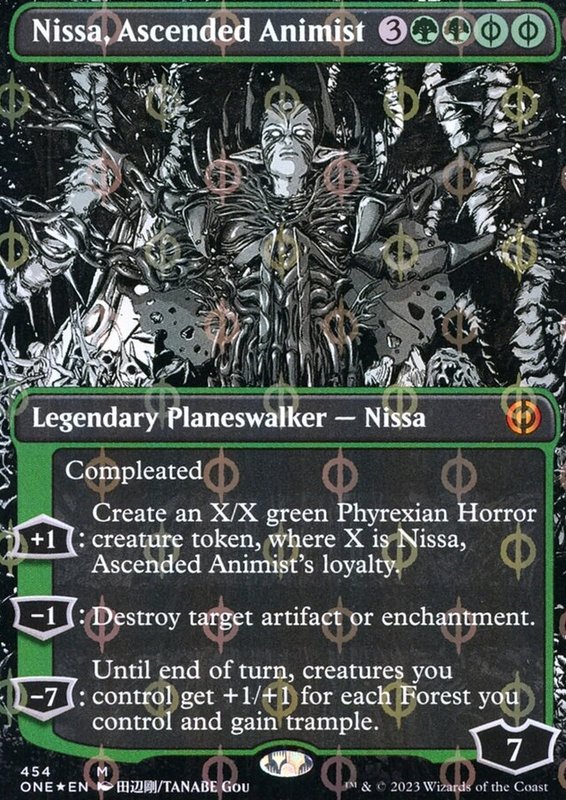 Nissa, Ascended Animist 3
Legendary Planeswalker — Nissa
Compleated
+1: Create an X/X green Phyrexian Horror
creature token, where X is Nissa,
Ascended Animist's loyalty.
−1: Destroy target artifact or enchantment.
Until end of turn, creatures you
−7: control get +1/+1 for each Forest you
control and gain trample.
7
454 M
ONE★EN 田辺剛/TANABE GOU ™ & © 2023 Wizards of the Coast